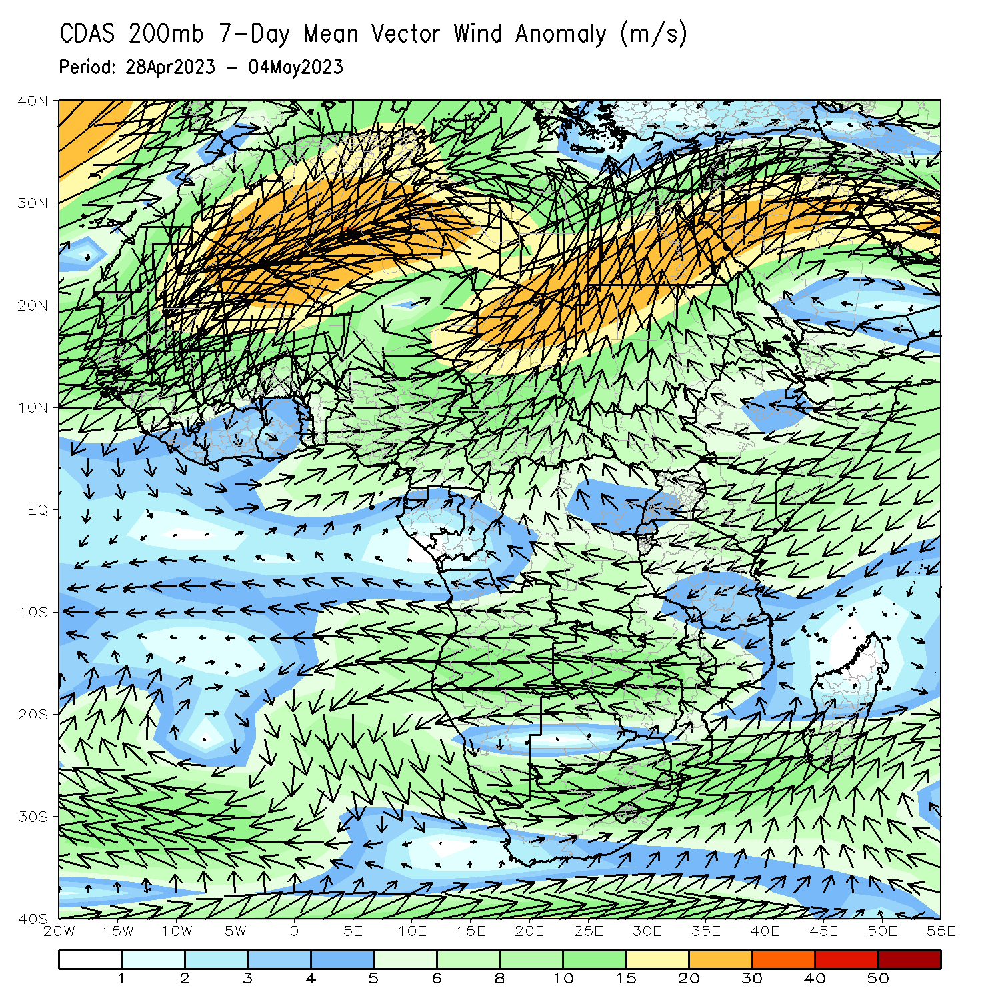 CDAS 200mb 7-Day Mean Vector Wind Anomaly (m/s)
Period: 28Apr2023 - 04May2023
40N
30N
20N
10N
EQ
10S
20S
30S
40S
20W 15W 10W 5W 0 5E 10E 15E 20E 25E 30E 35E 40E 45E 50E 55E
1 2 3 4 5 6 8 10 15 20 30 40 50